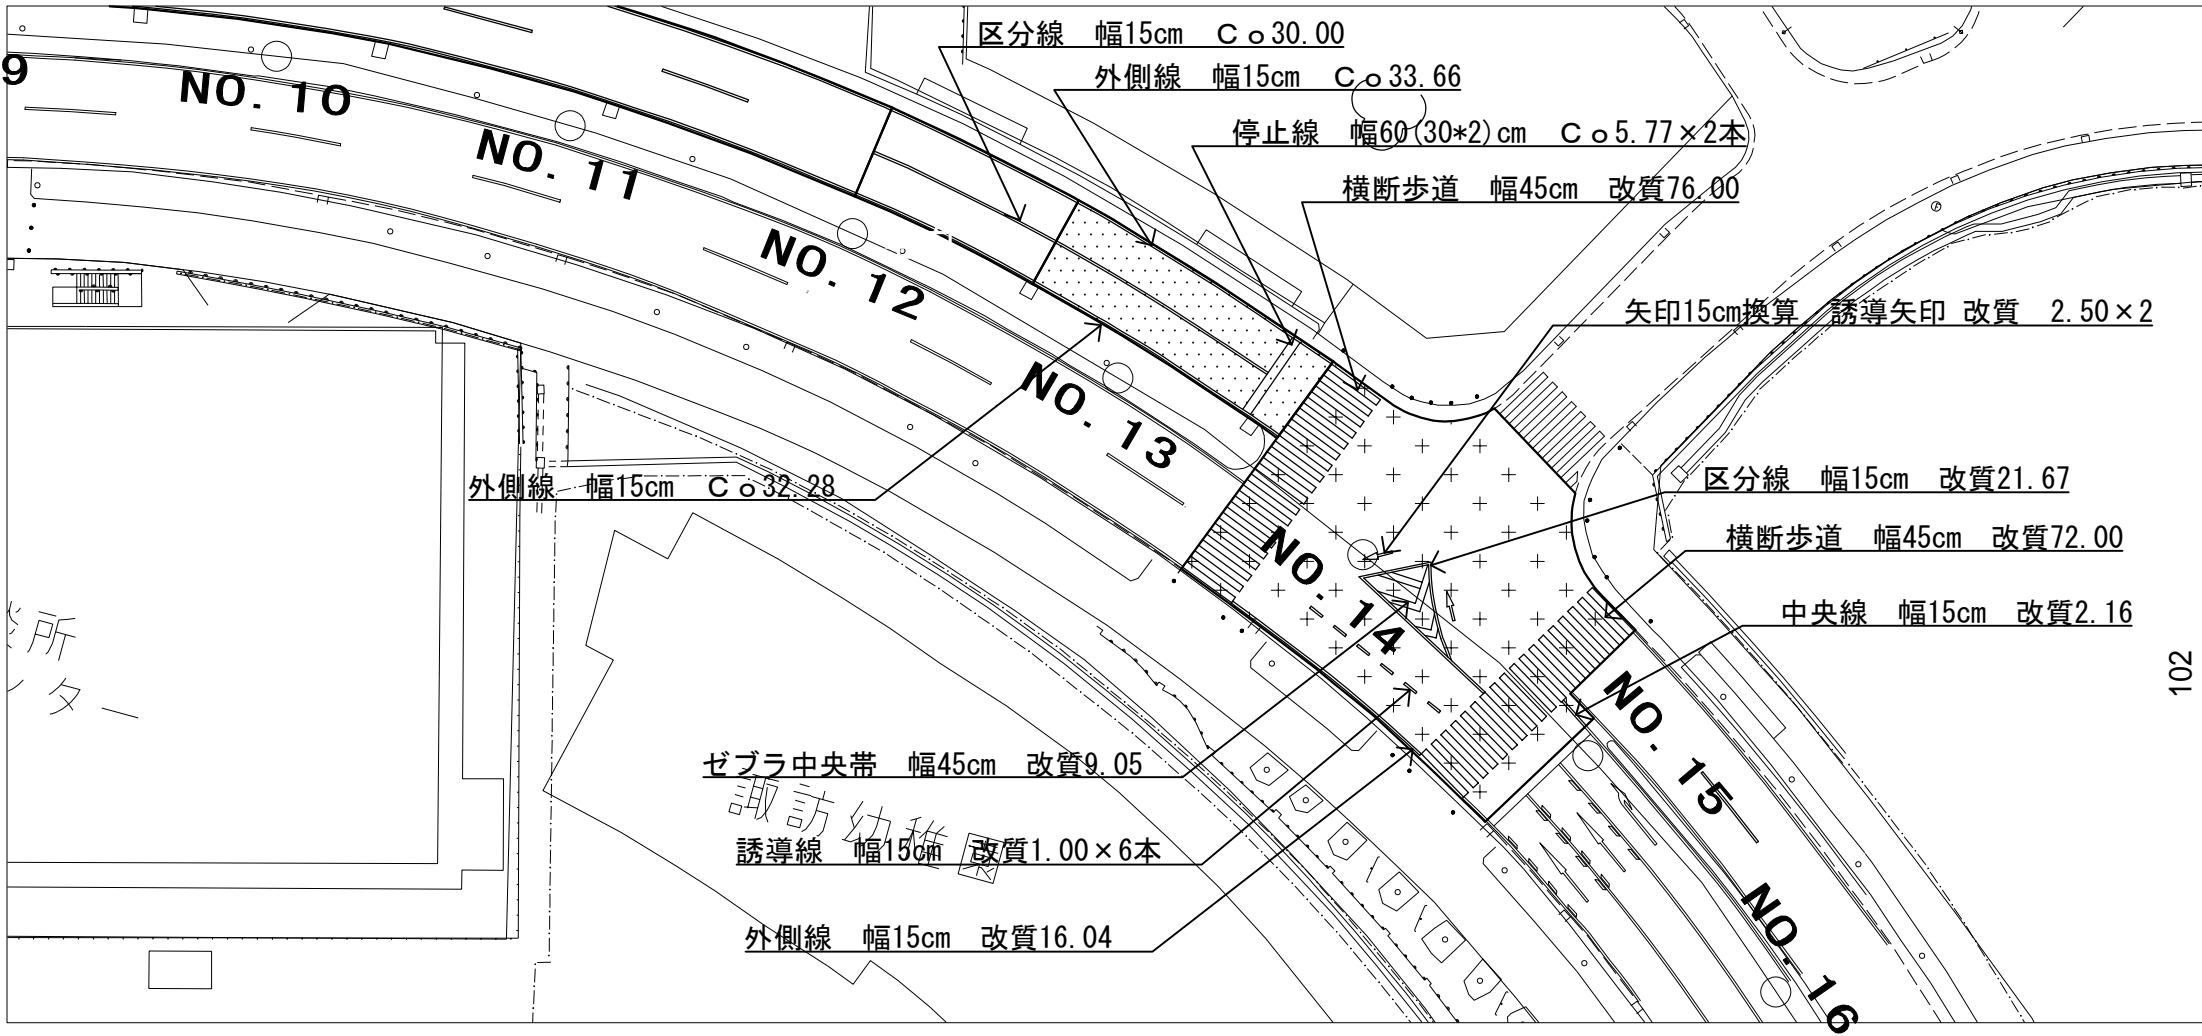 区分線　幅15cm　Ｃｏ30.00
外側線　幅15cm　Ｃｏ33.66
停止線　幅60(30*2)cm　Ｃｏ5.77×2本
横断歩道　幅45cm　改質76.00
9
NO. 10
NO. 11
NO. 12
NO. 13
NO. 14
NO. 15
NO. 16
矢印15cm換算　誘導矢印 改質　2.50×2
外側線　幅15cm　Ｃｏ32.28
区分線　幅15cm　改質21.67
横断歩道　幅45cm　改質72.00
中央線　幅15cm　改質2.16
102
所
ンター
ゼブラ中央帯　幅45cm　改質9.05
諏訪幼稚園
誘導線　幅15cm　改質1.00×6本
外側線　幅15cm　改質16.04